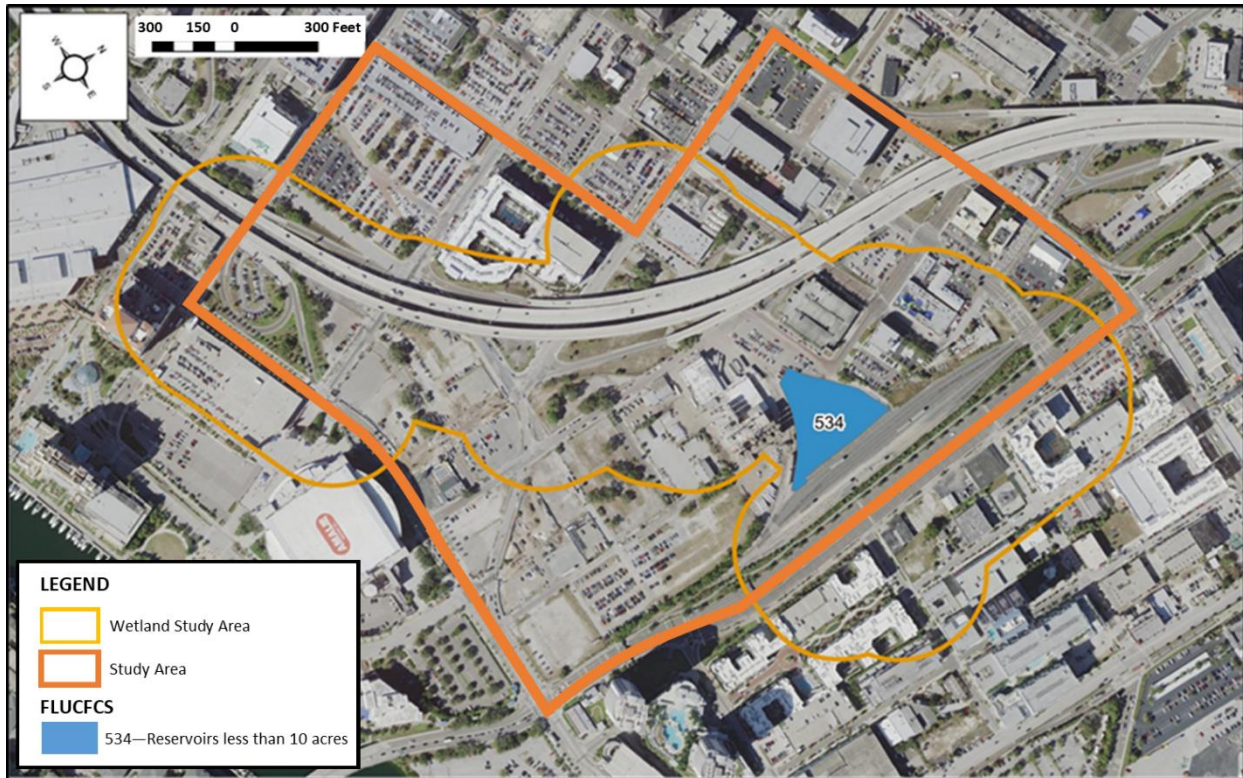 300 150 0 300 Feet
N
W
S
E
534
AMALIE
LEGEND
Wetland Study Area
Study Area
FLUCFCS
534—Reservoirs less than 10 acres